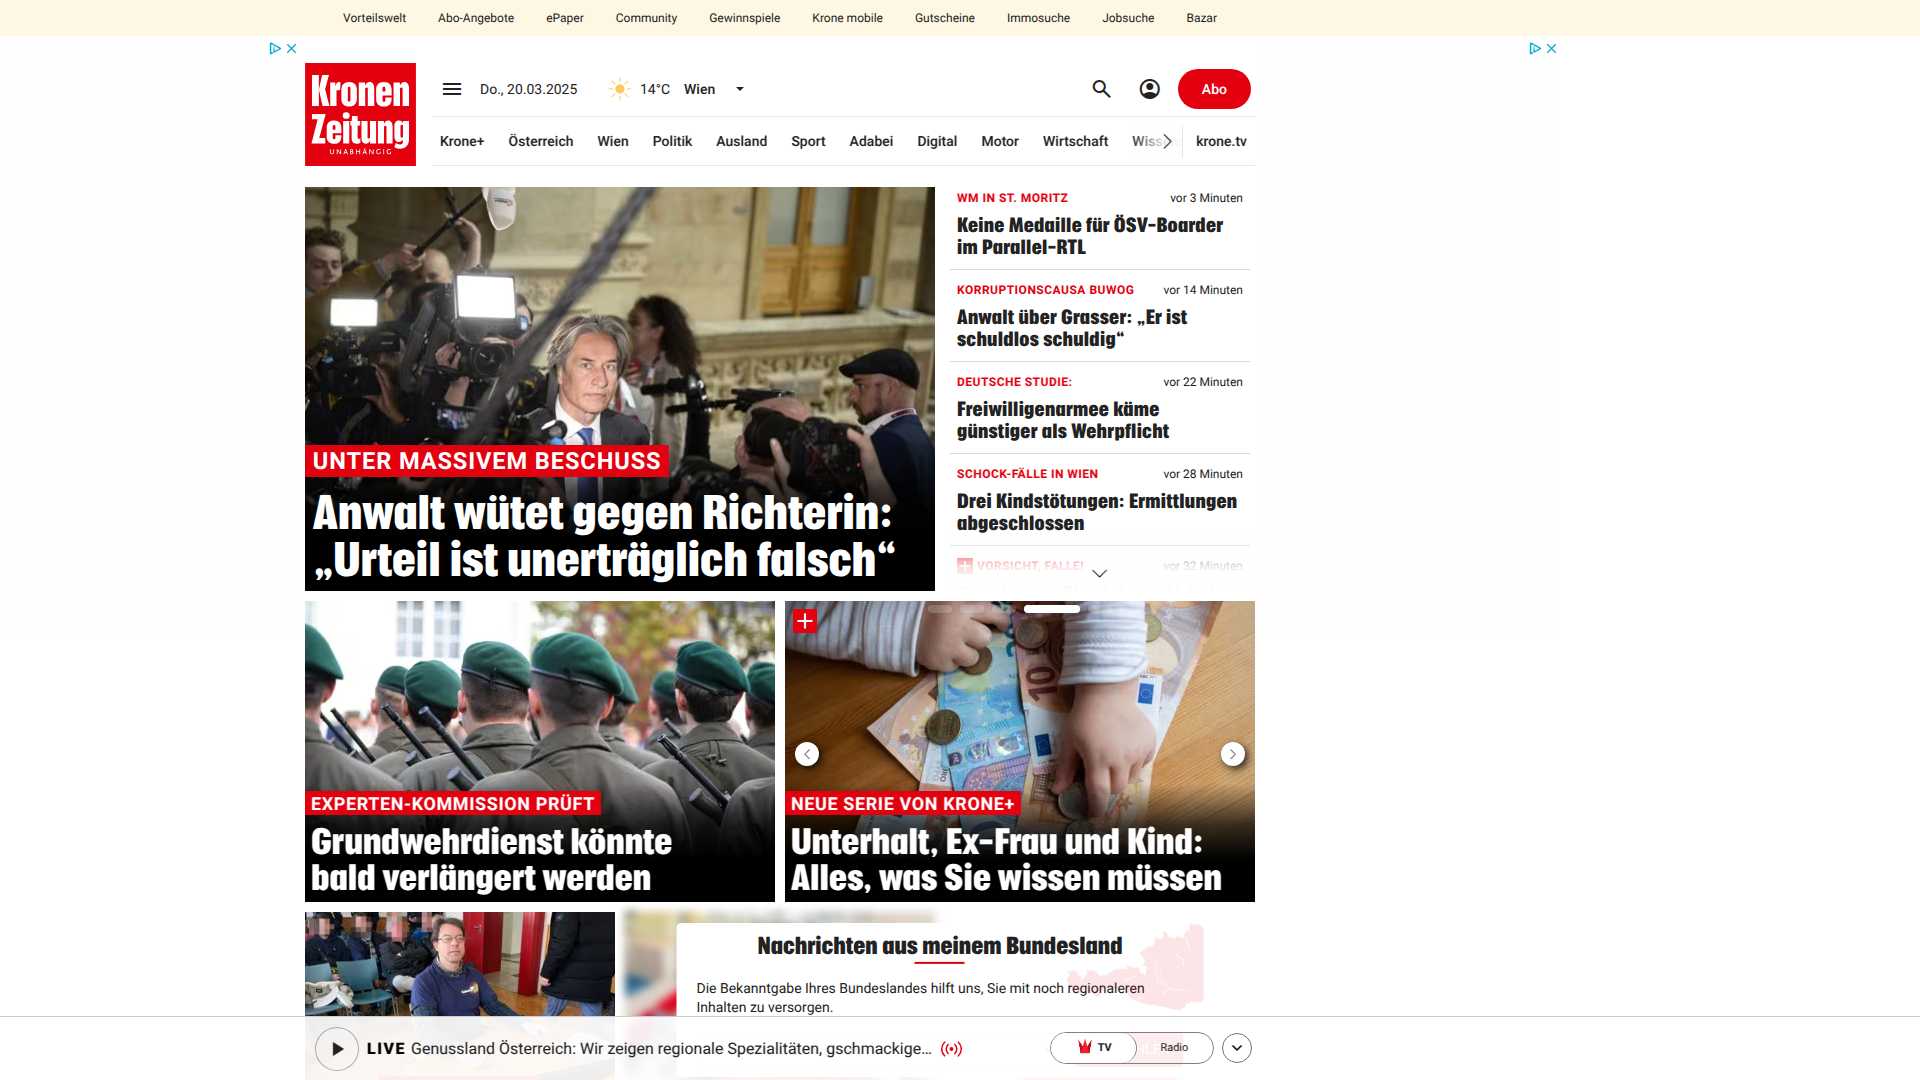 Vorteilswelt Abo-Angebote ePaper Community Gewinnspiele Krone mobile Gutscheine Immosuche Jobsuche Bazar
Kronen
Zeitung
UNABHÄNGIG
Do., 20.03.2025 14°C Wien
Abo
Krone+ Österreich Wien Politik Ausland Sport Adabei Digital Motor Wirtschaft krone.tv
UNTER MASSIVEM BESCHUSS
Anwalt wütet gegen Richterin:
„Urteil ist unerträglich falsch“
WM IN ST. MORITZ vor 3 Minuten
Keine Medaille für ÖSV-Boarder
im Parallel-RTL
KORRUPTIONSCAUSA BUWOG vor 14 Minuten
Anwalt über Grasser: „Er ist
schuldlos schuldig“
DEUTSCHE STUDIE: vor 22 Minuten
Freiwilligenarmee käme
günstiger als Wehrpflicht
SCHOCK-FÄLLE IN WIEN vor 28 Minuten
Drei Kindstötungen: Ermittlungen
abgeschlossen
VORSICHT, FALLE! vor 32 Minuten
EXPERTEN-KOMMISSION PRÜFT
Grundwehrdienst könnte
bald verlängert werden
NEUE SERIE VON KRONE+
Unterhalt, Ex-Frau und Kind:
Alles, was Sie wissen müssen
Nachrichten aus meinem Bundesland
Die Bekanntgabe Ihres Bundeslandes hilft uns, Sie mit noch regionaleren
Inhalten zu versorgen.
LIVE Genussland Österreich: Wir zeigen regionale Spezialitäten, gschmackige...
TV Radio